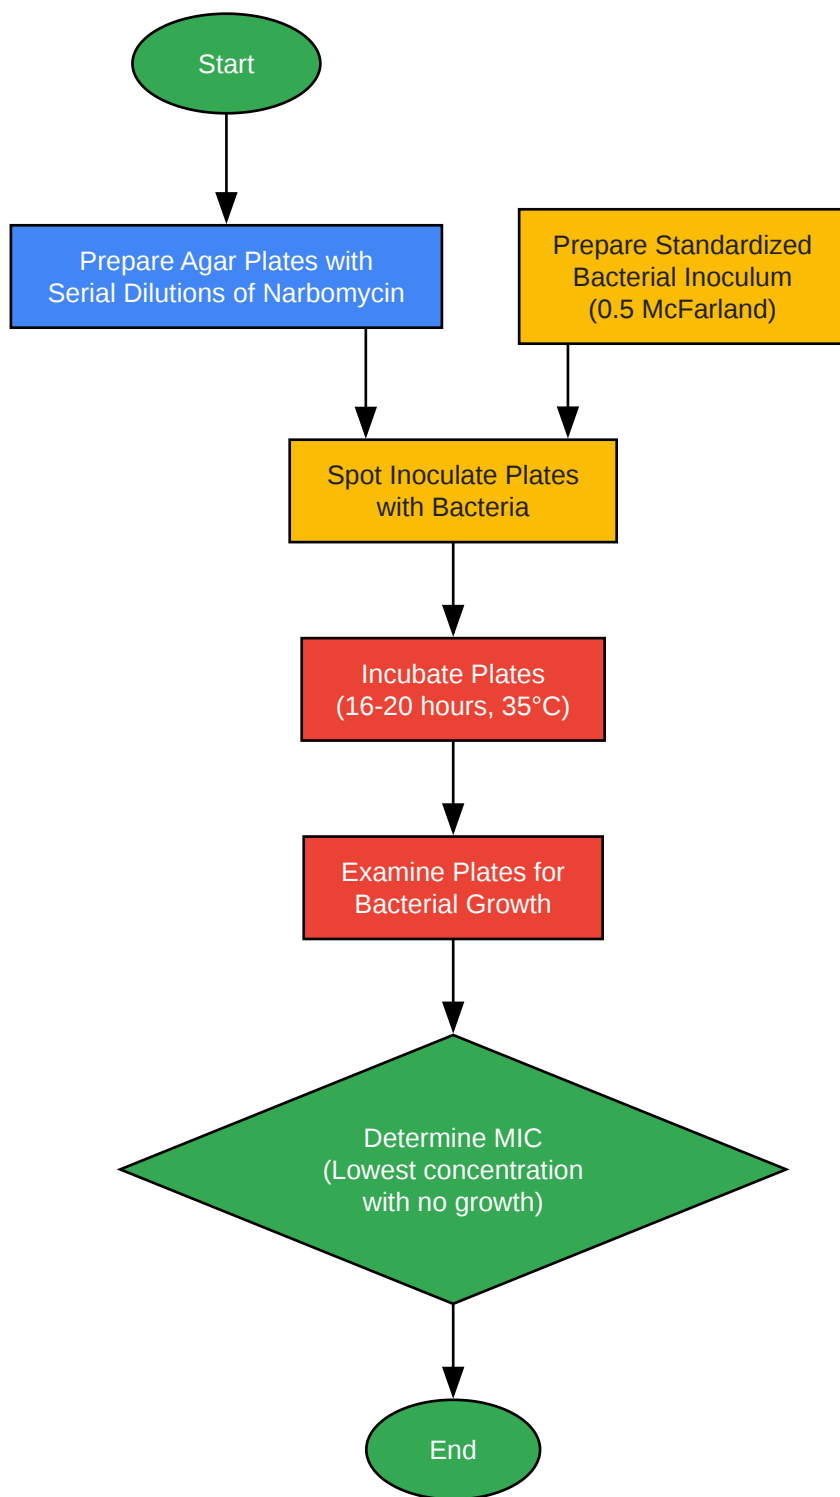 Start
Prepare Agar Plates with
Serial Dilutions of Narbomycin
Prepare Standardized
Bacterial Inoculum
(0.5 McFarland)
Spot Inoculate Plates
with Bacteria
Incubate Plates
(16-20 hours, 35°C)
Examine Plates for
Bacterial Growth
Determine MIC
(Lowest concentration
with no growth)
End